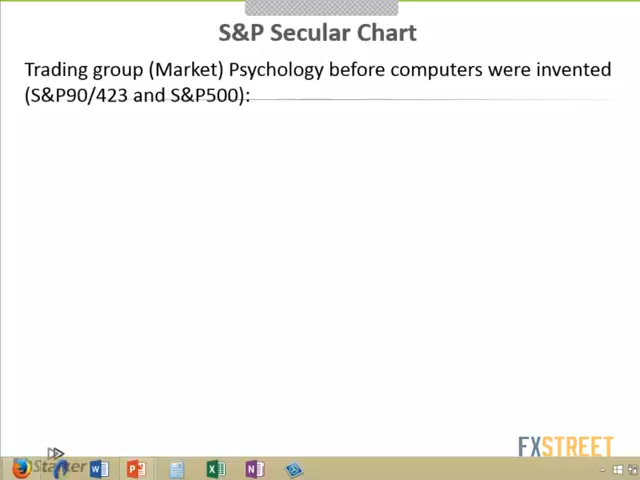 S&P Secular Chart
Trading group (Market) Psychology before computers were invented
(S&P90/423 and S&P500):
FXSTREET